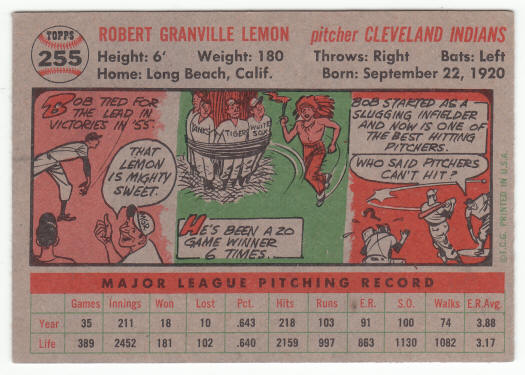 TOPPS
255
ROBERT GRANVILLE LEMON pitcher CLEVELAND INDIANS
Height: 6' Weight: 180 Throws: Right Bats: Left
Home: Long Beach, Calif. Born: September 22, 1920
BOB TIED FOR
THE LEAD IN
VICTORIES IN '55.
THAT
LEMON IS
MIGHTY
SWEET.
MGR
YANKS
TIGERS
WHITE
SOX
HE'S BEEN A 20
GAME WINNER
6 TIMES...
BOB STARTED AS A
SLUGGING INFIELDER
AND NOW IS ONE OF
THE BEST HITTING
PITCHERS.
WHO SAID PITCHERS
CAN'T HIT?
©T.C.G. PRINTED IN U.S.A.
MAJOR LEAGUE PITCHING RECORD
Games Innings Won Lost Pct. Hits Runs E.R. S.O. Walks E.R.Avg.
Year 35 211 18 10 .643 218 103 91 100 74 3.88
Life 389 2452 181 102 .640 2159 997 863 1130 1082 3.17